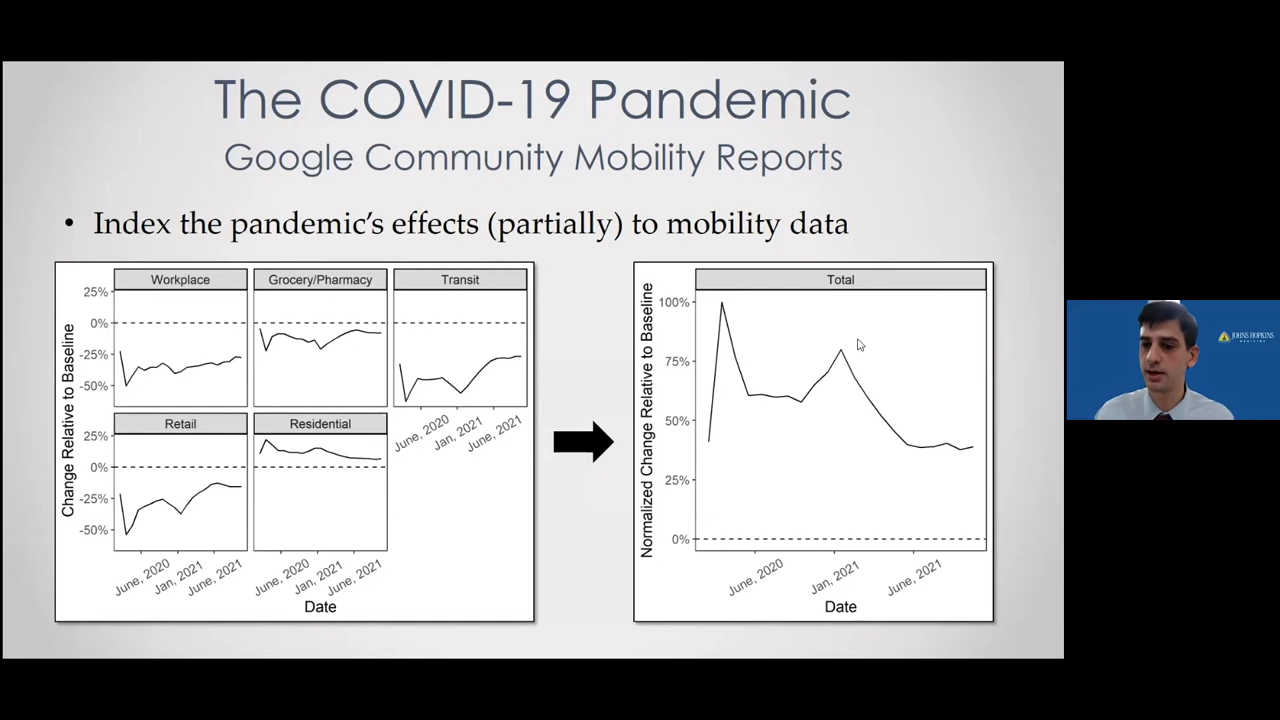 The COVID-19 Pandemic
Google Community Mobility Reports
• Index the pandemic's effects (partially) to mobility data
Change Relative to Baseline
Workplace
Grocery/Pharmacy
Transit
25%
0%
-25%
-50%
Retail
Residential
25%
0%
-25%
-50%
June, 2020
Jan, 2021
June, 2021
June, 2020
Jan, 2021
June, 2021
June, 2020
Jan, 2021
June, 2021
Date
Normalized Change Relative to Baseline
Total
100%
75%
50%
25%
0%
June, 2020
Jan, 2021
June, 2021
Date
JOHNS HOPKINS
MEDICINE